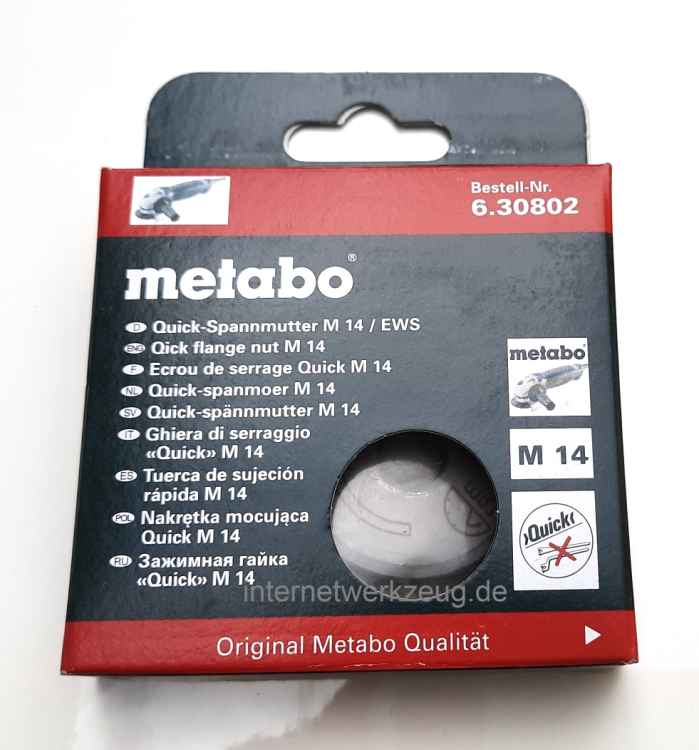 Bestell-Nr.
6.30802
metabo®
D Quick-Spannmutter M 14 / EWS
ENG Qick flange nut M 14
F Ecrou de serrage Quick M 14
NL Quick-spanmoer M 14
SV Quick-spännmutter M 14
IT Ghiera di serraggio
«Quick» M 14
ES Tuerca de sujeción
rápida M 14
POL Nakrętka mocująca
Quick M 14
RU Зажимная гайка
«Quick» M 14
metabo
M 14
›Quick‹
internetwerkzeug.de
Original Metabo Qualität